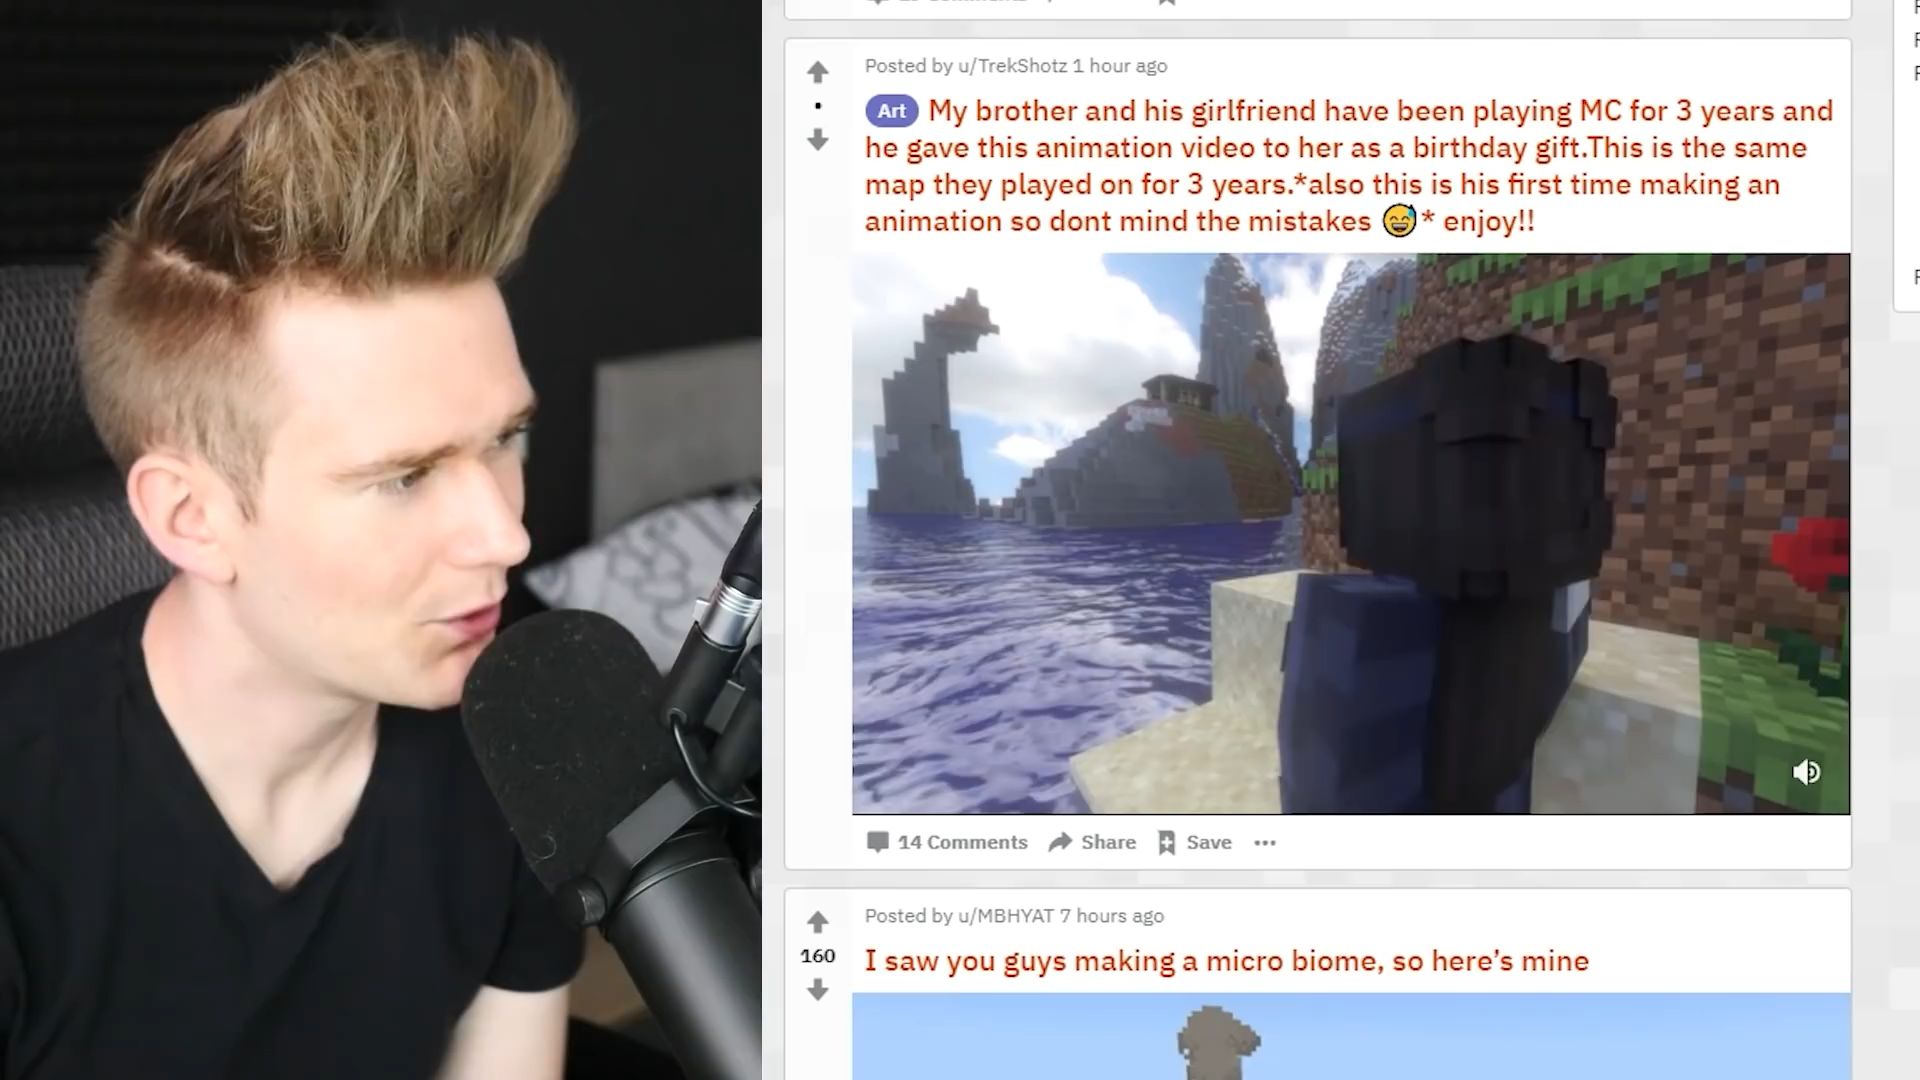 Posted by u/TrekShotz 1 hour ago
Art My brother and his girlfriend have been playing MC for 3 years and
he gave this animation video to her as a birthday gift.This is the same
map they played on for 3 years.*also this is his first time making an
animation so dont mind the mistakes 😅* enjoy!!
14 Comments Share Save ···
Posted by u/MBHYAT 7 hours ago
160
I saw you guys making a micro biome, so here's mine